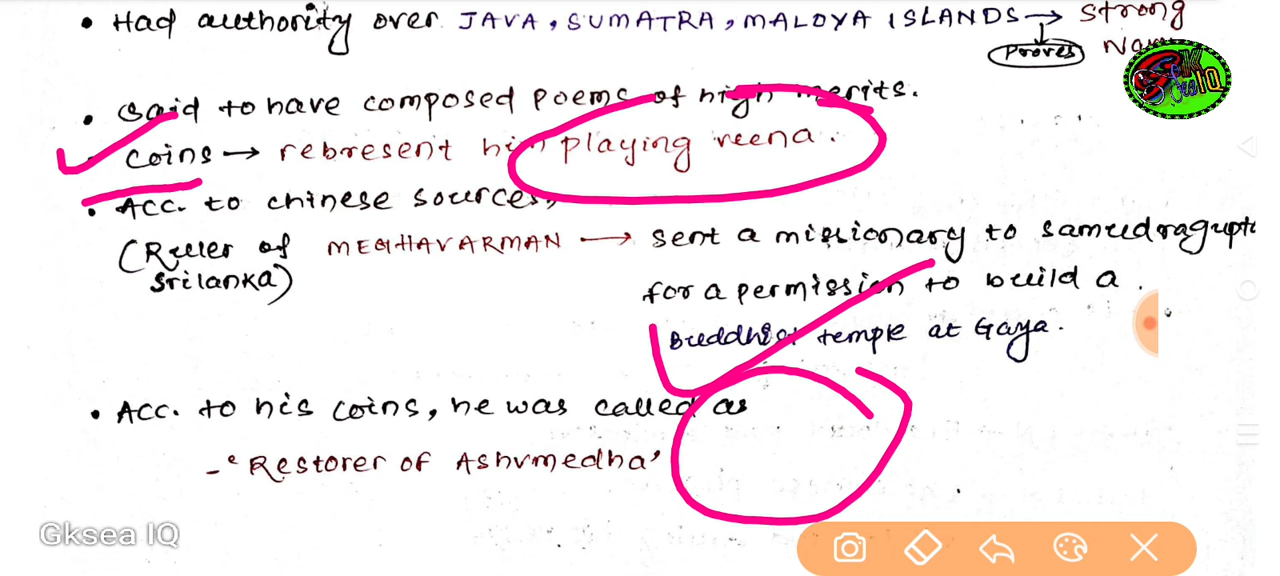 • Had authority over JAVA, SUMATRA, MALOYA ISLANDS → strong
Proves
• Said to have composed poems of high merits.
• Coins → rebresent him playing veena.
• Acc. to chinese sources,
(Ruler of Srilanka) MEGHAVARMAN → sent a missionary to samudragupta
for a permission to build a
Buddhist temple at Gaya.
• Acc. to his coins, he was called as
- 'Restorer of Ashvmedha'
Gksea IQ